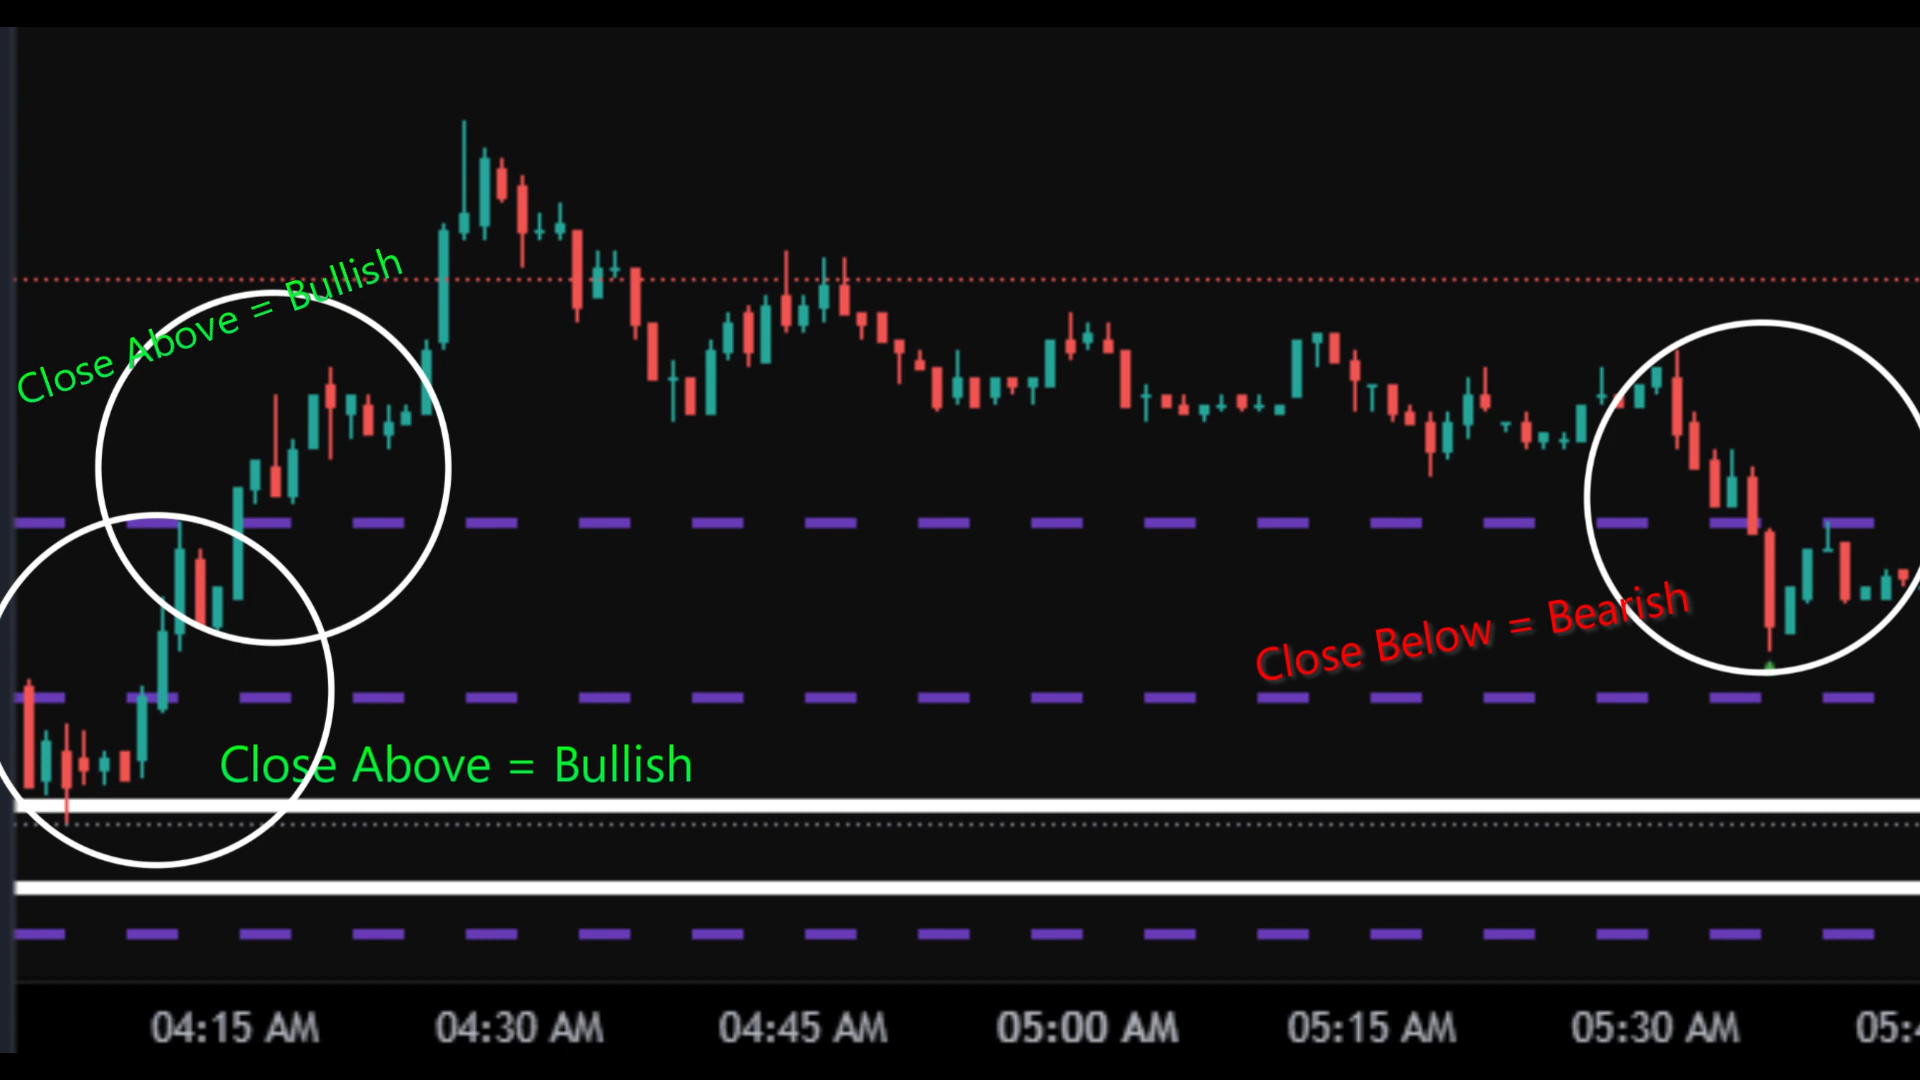 Close Above = Bullish
Close Below = Bearish
Close Above = Bullish
04:15 AM 04:30 AM 04:45 AM 05:00 AM 05:15 AM 05:30 AM